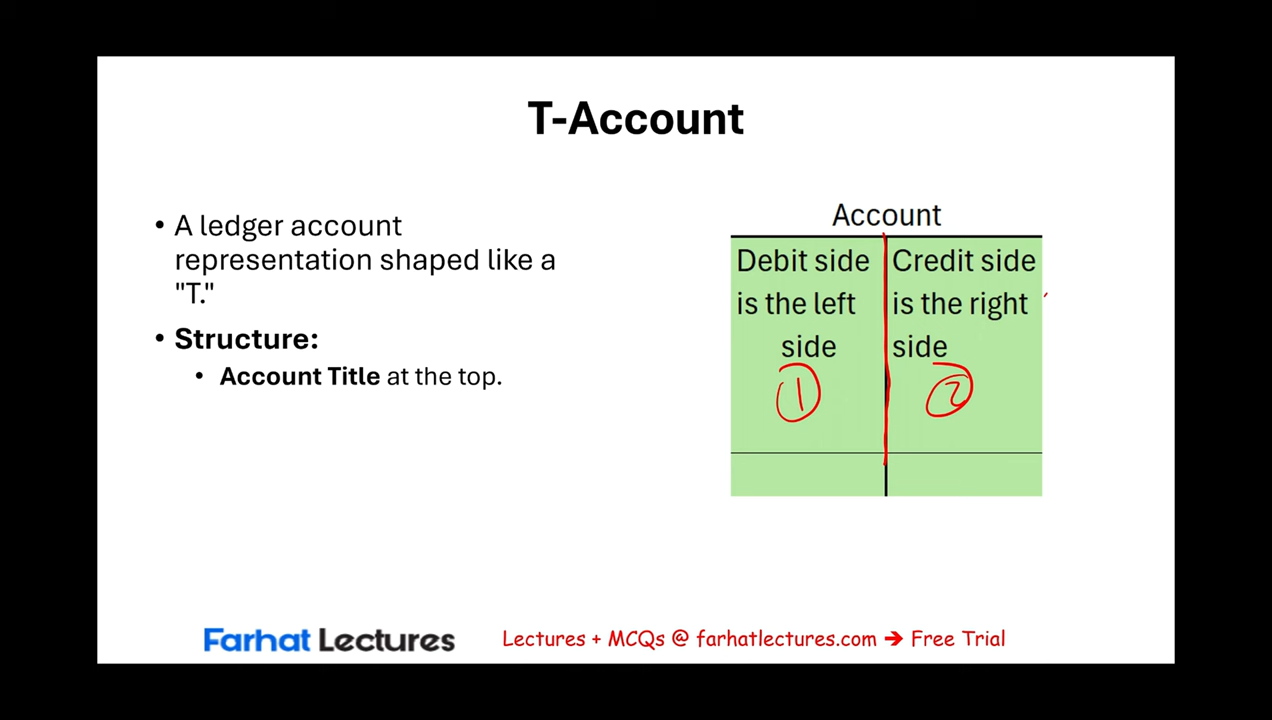 T-Account
• A ledger account
representation shaped like a
"T."
• Structure:
• Account Title at the top.
Account
Debit side
is the left
side
1
Credit side
is the right
side
2
Farhat Lectures
Lectures + MCQs @ farhatlectures.com ➔ Free Trial